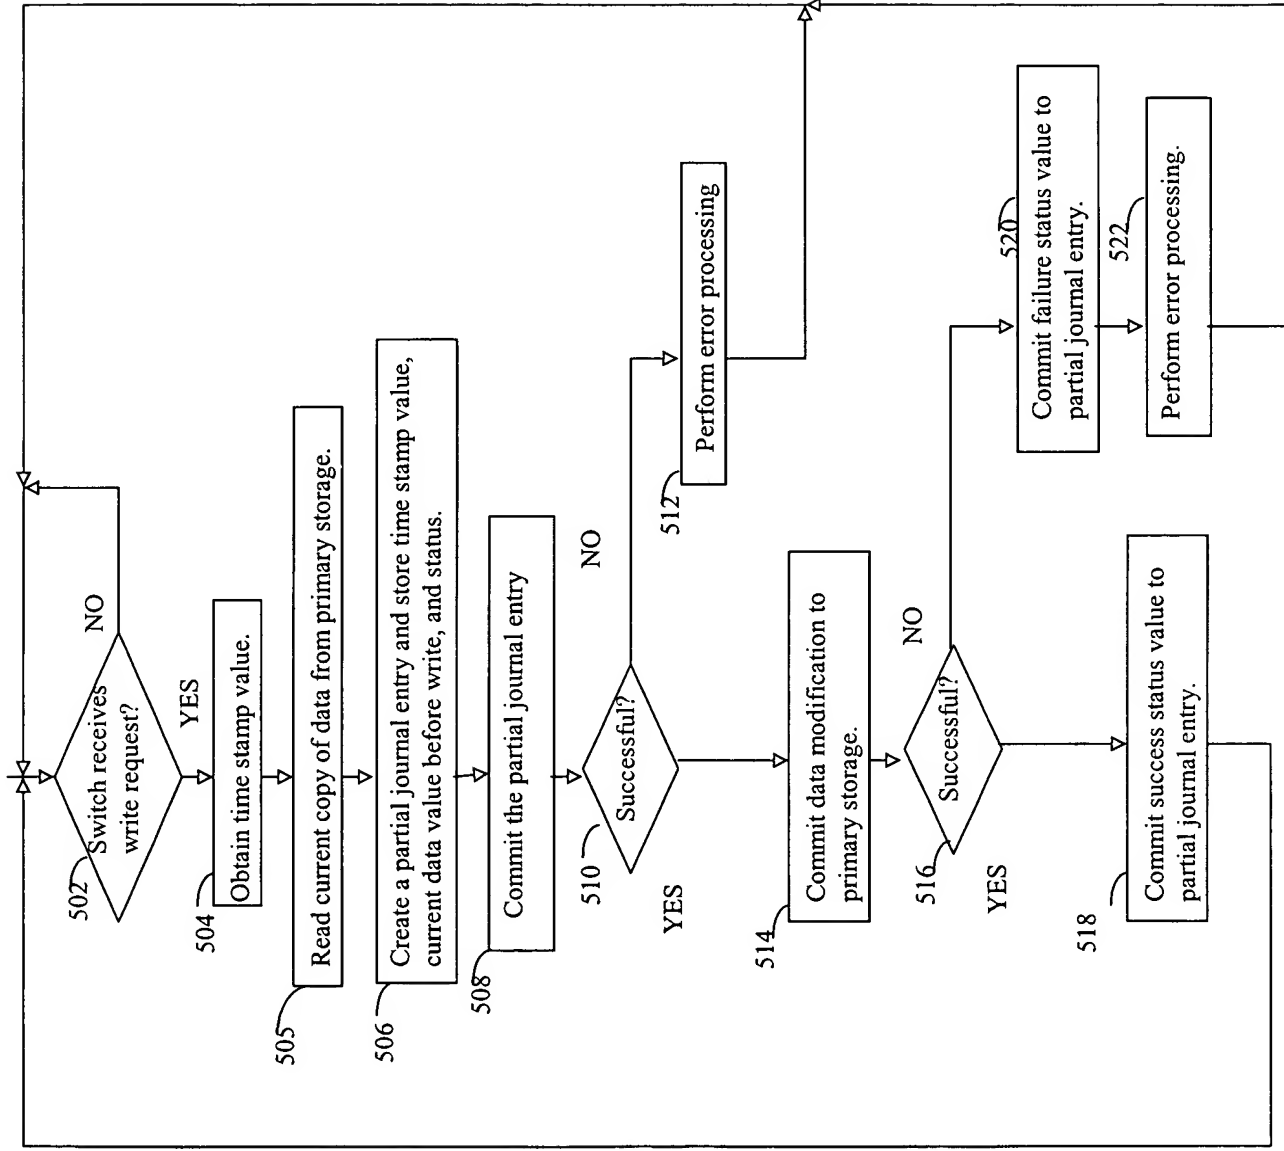 502
Switch receives
write request?
NO
YES
504
Obtain time stamp value.
505
Read current copy of data from primary storage.
506
Create a partial journal entry and store time stamp value,
current data value before write, and status.
508
Commit the partial journal entry
510
Successful?
NO
YES
512
Perform error processing
514
Commit data modification to
primary storage.
516
Successful?
NO
YES
520
Commit failure status value to
partial journal entry.
522
Perform error processing.
518
Commit success status value to
partial journal entry.